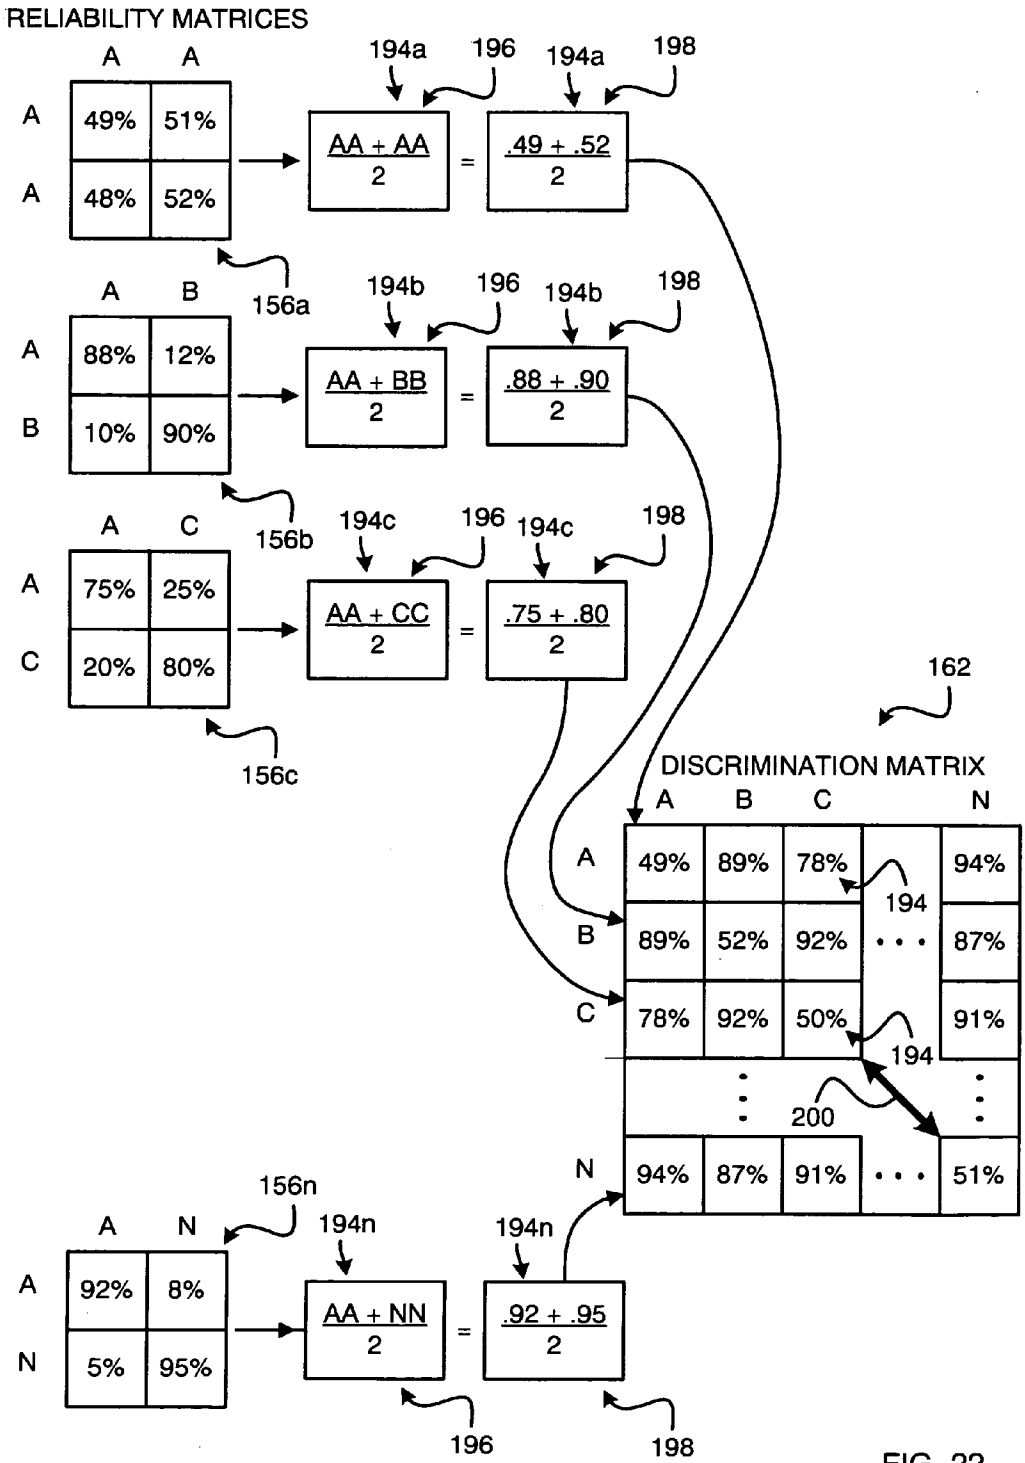 RELIABILITY MATRICES
A A
194a 196 194a 198
A 49% 51%
AA + AA = .49 + .52
2 2
A 48% 52%
156a
A B
194b 196 194b 198
A 88% 12%
AA + BB = .88 + .90
2 2
B 10% 90%
156b
A C
194c 196 194c 198
A 75% 25%
AA + CC = .75 + .80
2 2
C 20% 80%
156c
162
DISCRIMINATION MATRIX
A B C N
A 49% 89% 78% 94%
194
B 89% 52% 92% ... 87%
C 78% 92% 50% 91%
194
200
N 94% 87% 91% ... 51%
156n
A N
194n 194n
A 92% 8%
AA + NN = .92 + .95
2 2
N 5% 95%
196 198